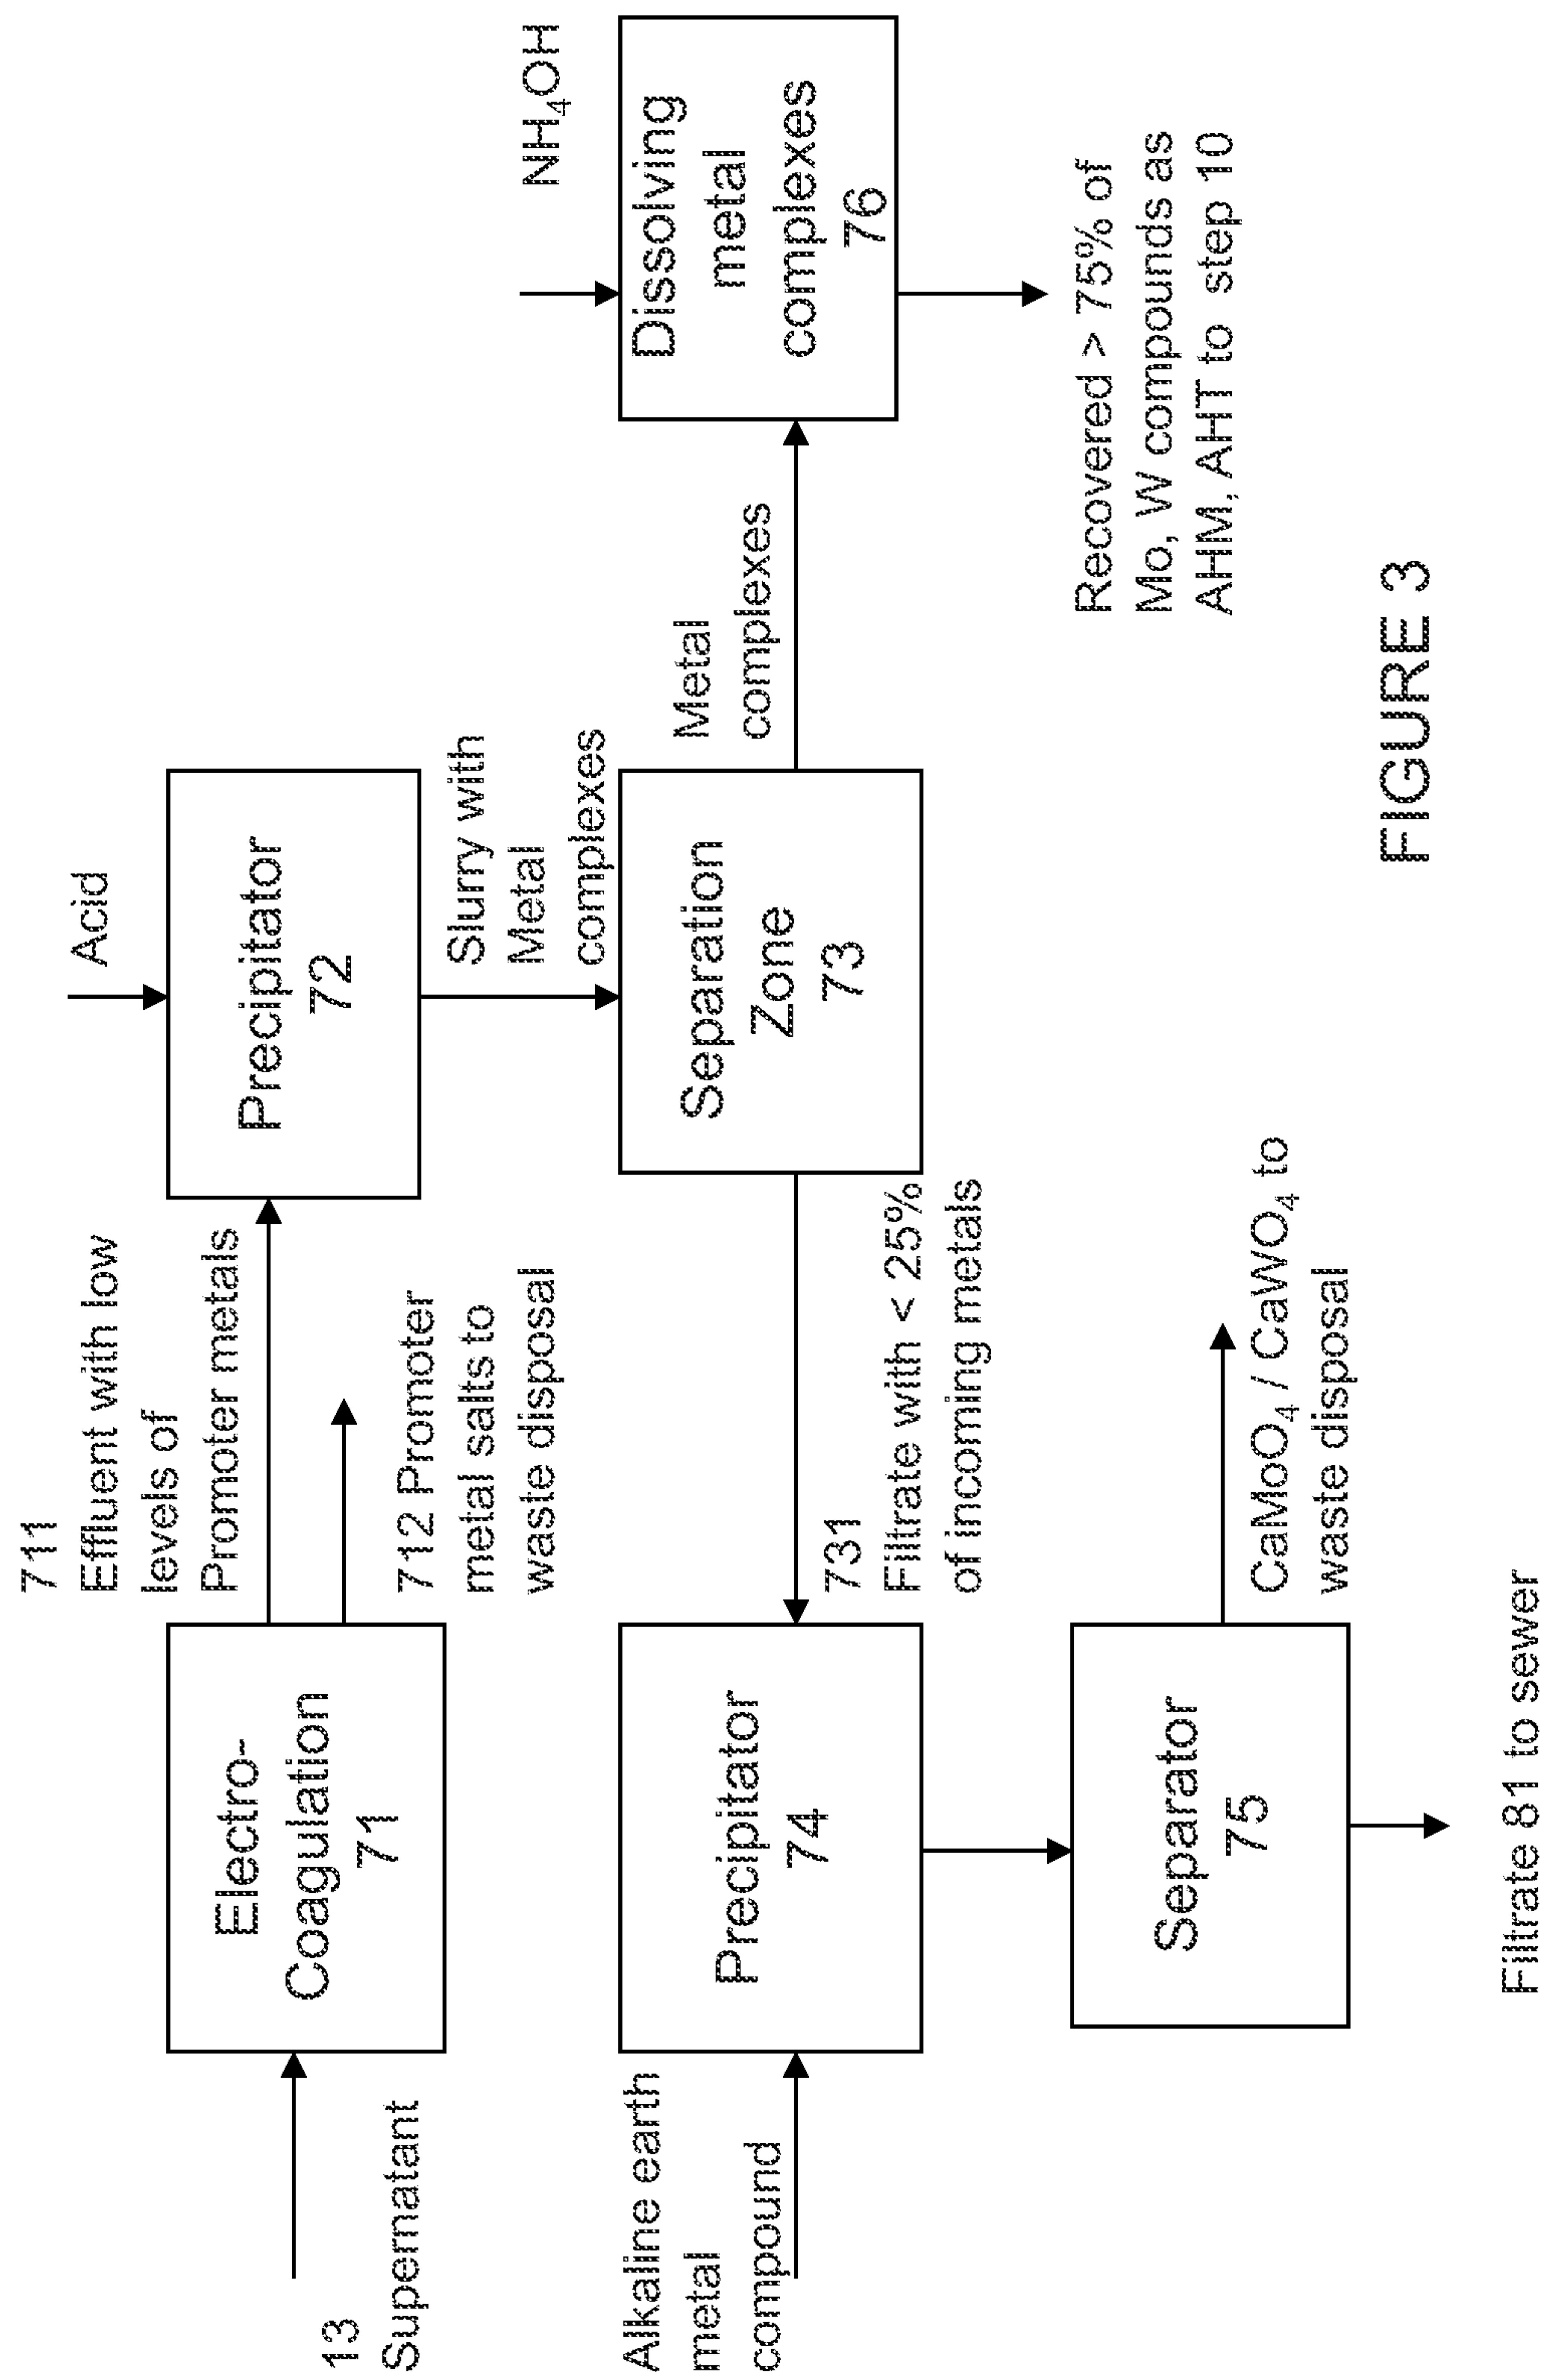 13
Supernatant
Electro-
Coagulation
71
711
Effluent with low
levels of
Promoter metals
712 Promoter
metal salts to
waste disposal
Acid
Precipitator
72
Slurry with
Metal
complexes
Alkaline earth
metal
compound
Precipitator
74
731
Filtrate with < 25%
of incoming metals
Separation
Zone
73
Metal
complexes
NH₄OH
Dissolving
metal
complexes
76
Recovered > 75% of
Mo, W compounds as
AHM, AHT to step 10
Separator
75
CaMoO₄ / CaWO₄ to
waste disposal
Filtrate 81 to sewer
FIGURE 3